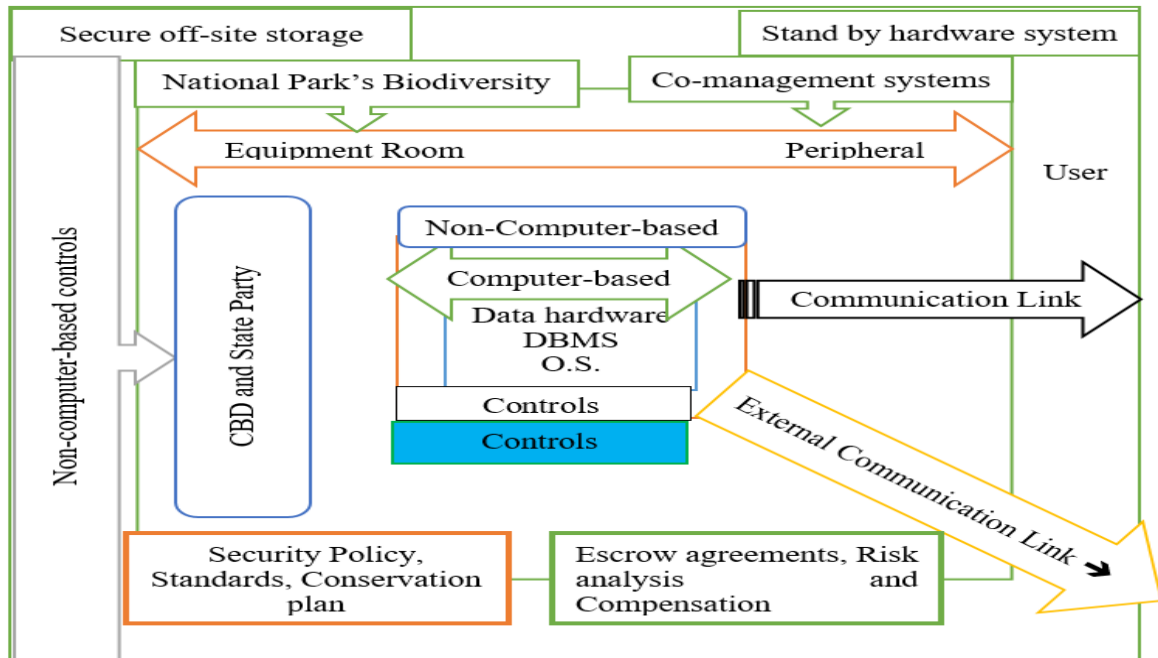 Secure off-site storage
Stand by hardware system
National Park's Biodiversity
Co-management systems
Equipment Room
Peripheral
User
Non-computer-based controls
CBD and State Party
Non-Computer-based
Computer-based
Data hardware
DBMS
O.S.
Controls
Controls
Communication Link
External Communication Link ➔
Security Policy,
Standards, Conservation
plan
Escrow agreements, Risk
analysis and
Compensation